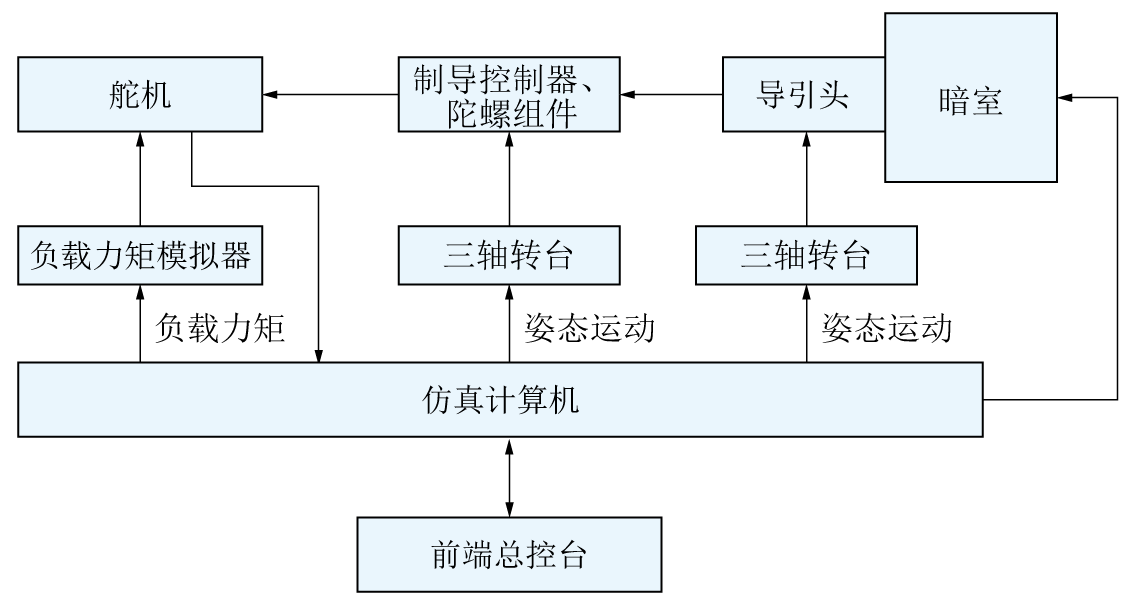 舵机
制导控制器、
陀螺组件
导引头
暗室
负载力矩模拟器
三轴转台
三轴转台
负载力矩
姿态运动
姿态运动
仿真计算机
前端总控台